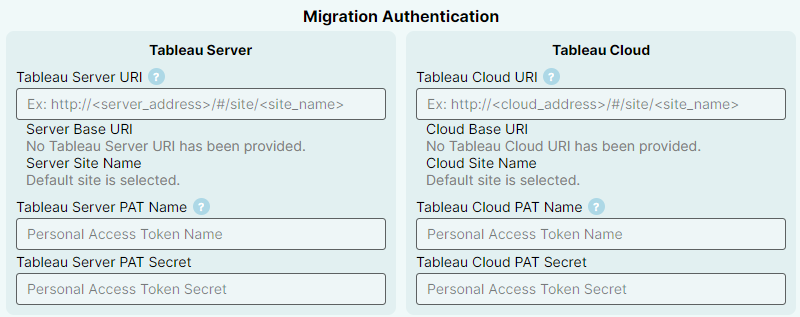 Migration Authentication
Tableau Server
Tableau Server URI ?
Ex: http://<server_address>/#/site/<site_name>
Server Base URI
No Tableau Server URI has been provided.
Server Site Name
Default site is selected.
Tableau Server PAT Name ?
Personal Access Token Name
Tableau Server PAT Secret
Personal Access Token Secret
Tableau Cloud
Tableau Cloud URI ?
Ex: http://<cloud_address>/#/site/<site_name>
Cloud Base URI
No Tableau Cloud URI has been provided.
Cloud Site Name
Default site is selected.
Tableau Cloud PAT Name ?
Personal Access Token Name
Tableau Cloud PAT Secret
Personal Access Token Secret